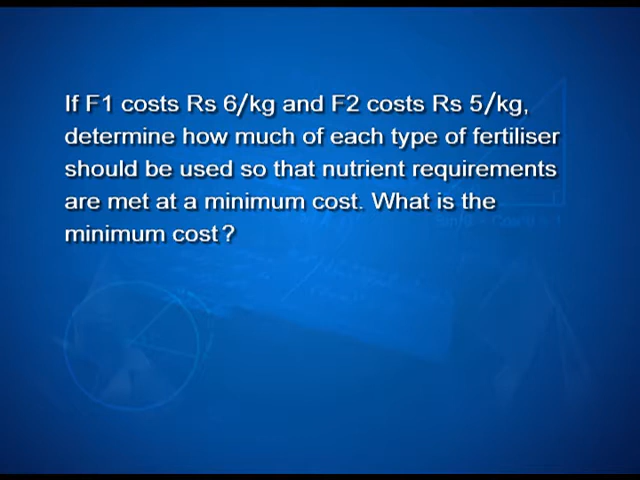 If F1 costs Rs 6/kg and F2 costs Rs 5/kg,
determine how much of each type of fertiliser
should be used so that nutrient requirements
are met at a minimum cost. What is the
minimum cost?